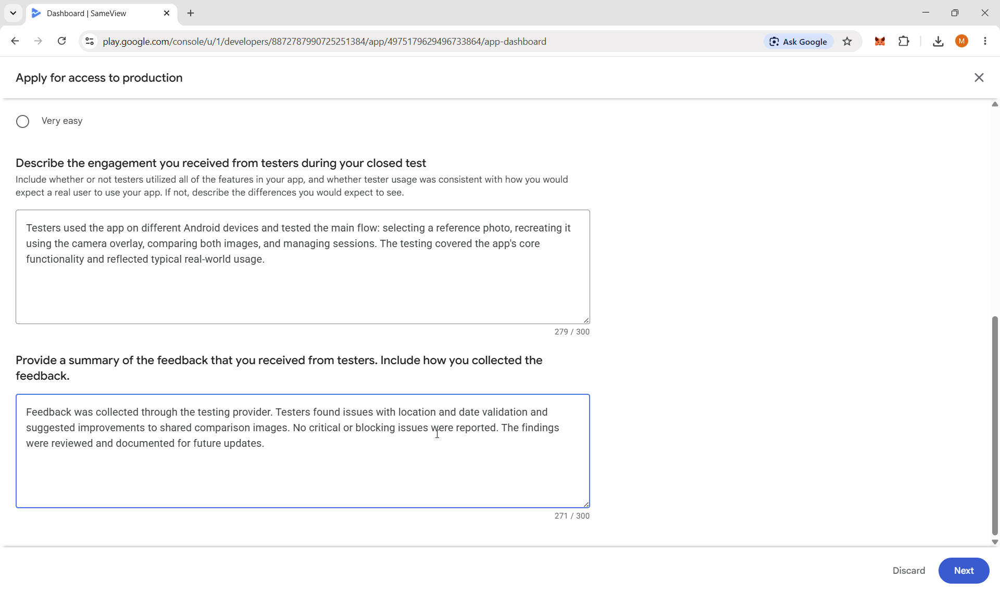 Dashboard | SameView
play.google.com/console/u/1/developers/8872787990725251384/app/4975179629496733864/app-dashboard
Ask Google
M
Apply for access to production
Very easy
Describe the engagement you received from testers during your closed test
Include whether or not testers utilized all of the features in your app, and whether tester usage was consistent with how you would
expect a real user to use your app. If not, describe the differences you would expect to see.
Testers used the app on different Android devices and tested the main flow: selecting a reference photo, recreating it
using the camera overlay, comparing both images, and managing sessions. The testing covered the app's core
functionality and reflected typical real-world usage.
279 / 300
Provide a summary of the feedback that you received from testers. Include how you collected the
feedback.
Feedback was collected through the testing provider. Testers found issues with location and date validation and
suggested improvements to shared comparison images. No critical or blocking issues were reported. The findings
were reviewed and documented for future updates.
271 / 300
Discard
Next